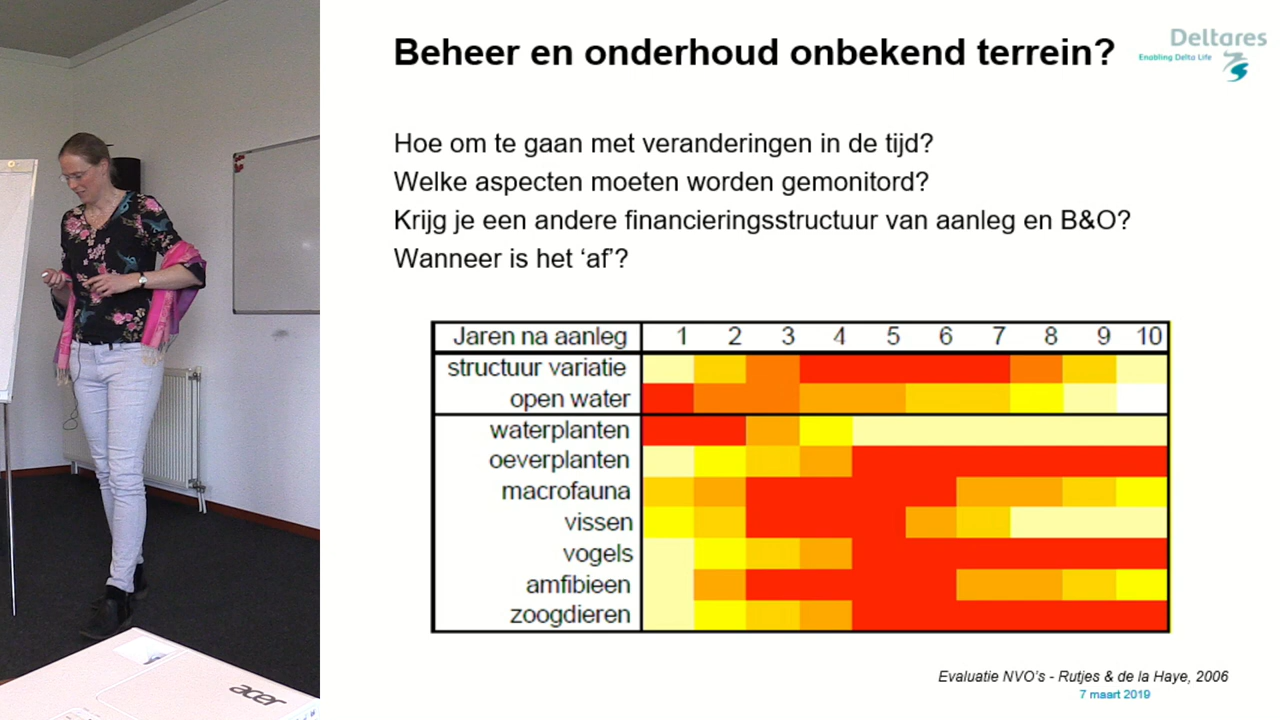 Beheer en onderhoud onbekend terrein?
Deltares
Enabling Delta Life
Hoe om te gaan met veranderingen in de tijd?
Welke aspecten moeten worden gemonitord?
Krijg je een andere financieringsstructuur van aanleg en B&O?
Wanneer is het ‘af’?
Jaren na aanleg 1 2 3 4 5 6 7 8 9 10
structuur variatie
open water
waterplanten
oeverplanten
macrofauna
vissen
vogels
amfibieen
zoogdieren
Evaluatie NVO's - Rutjes & de la Haye, 2006
7 maart 2019
acer